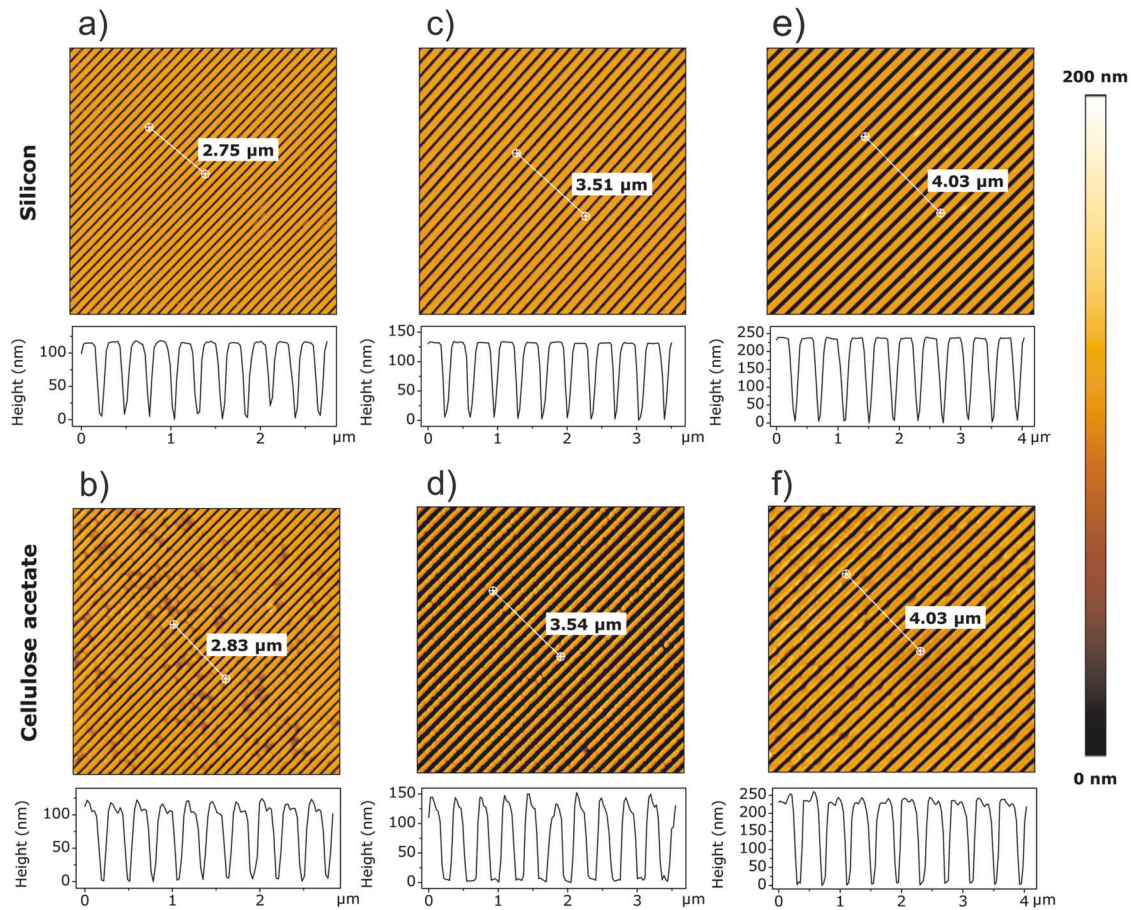 a)
c)
e)
200 nm
Silicon
2.75 µm
3.51 µm
4.03 µm
Height (nm)
100
50
0
0 1 2 µm
Height (nm)
150
100
50
0
0 1 2 3 µm
Height (nm)
250
200
150
100
50
0
0 1 2 3 4 µm
b)
d)
f)
Cellulose acetate
2.83 µm
3.54 µm
4.03 µm
0 nm
Height (nm)
100
50
0
0 1 2 µm
Height (nm)
150
100
50
0
0 1 2 3 µm
Height (nm)
250
200
150
100
50
0
0 1 2 3 4 µm